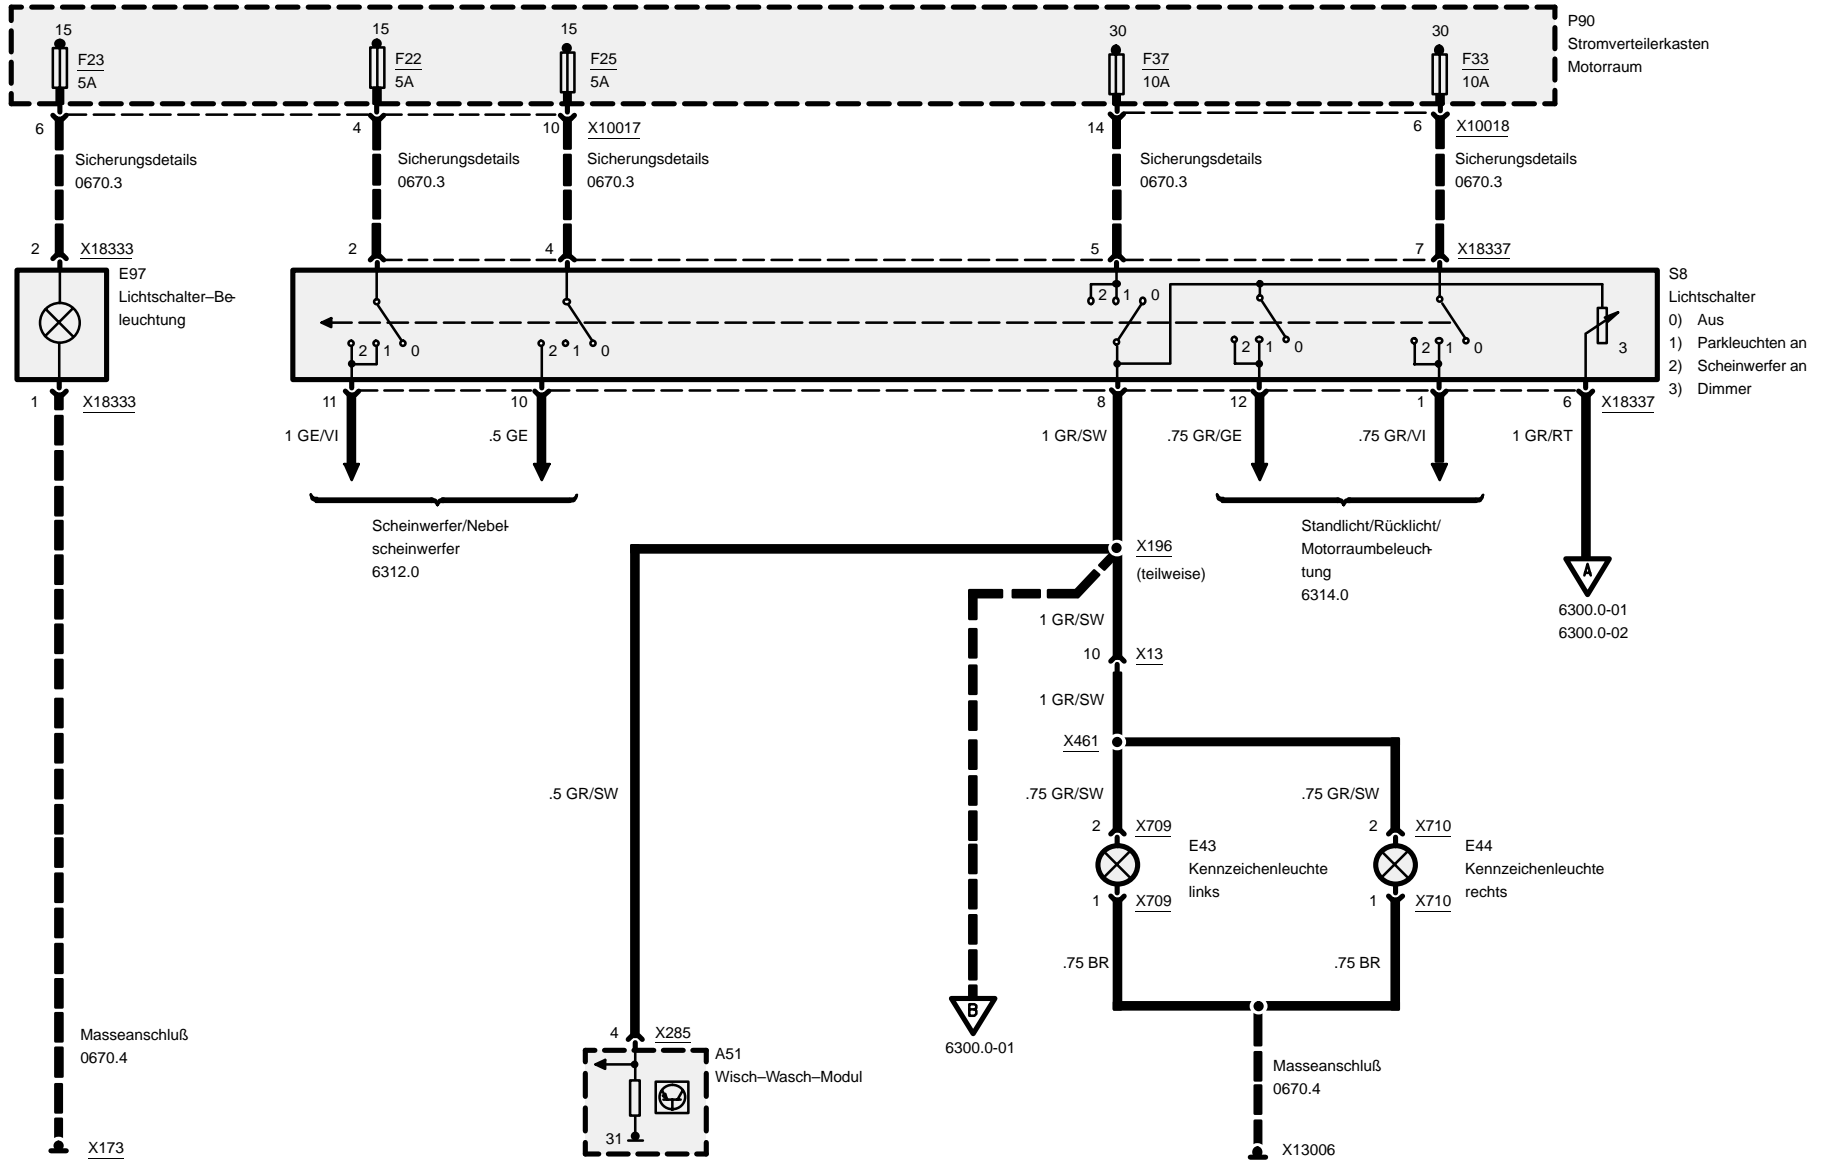 15
15
15
30
30
P90
Stromverteilerkasten
Motorraum
F23
5A
F22
5A
F25
5A
F37
10A
F33
10A
6
4
10
X10017
14
6
X10018
Sicherungsdetails
0670.3
Sicherungsdetails
0670.3
Sicherungsdetails
0670.3
Sicherungsdetails
0670.3
Sicherungsdetails
0670.3
2
X18333
2
4
5
7
X18337
E97
Lichtschalter–Be-
leuchtung
S8
Lichtschalter
0) Aus
1) Parkleuchten an
2) Scheinwerfer an
3) Dimmer
2 1 0
2 1 0
2 1 0
2 1 0
2 1 0
3
1
X18333
11
10
8
12
1
6
X18337
1 GE/VI
.5 GE
1 GR/SW
.75 GR/GE
.75 GR/VI
1 GR/RT
Scheinwerfer/Nebel-
scheinwerfer
6312.0
Standlicht/Rücklicht/
Motorraumbeleuch-
tung
6314.0
A
6300.0-01
6300.0-02
X196
(teilweise)
1 GR/SW
10
X13
1 GR/SW
X461
.5 GR/SW
.75 GR/SW
.75 GR/SW
2
X709
2
X710
E43
Kennzeichenleuchte
links
E44
Kennzeichenleuchte
rechts
1
X709
1
X710
.75 BR
.75 BR
B
6300.0-01
Masseanschluß
0670.4
4
X285
A51
Wisch–Wasch–Modul
31
Masseanschluß
0670.4
X173
X13006